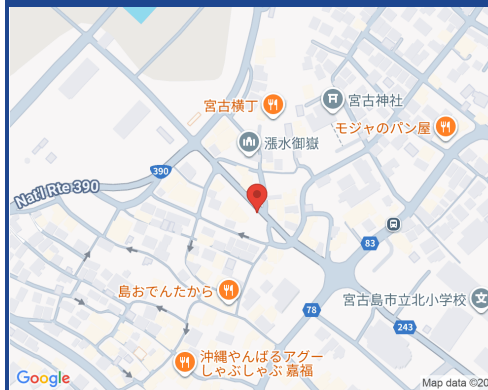 宮古横丁
宮古神社
モジャのパン屋
漲水御嶽
390
Nat'l Rte 390
83
島おでんたから
宮古島市立北小学校
78
243
沖縄やんばるアグー
しゃぶしゃぶ 嘉福
Google
Map data ©20